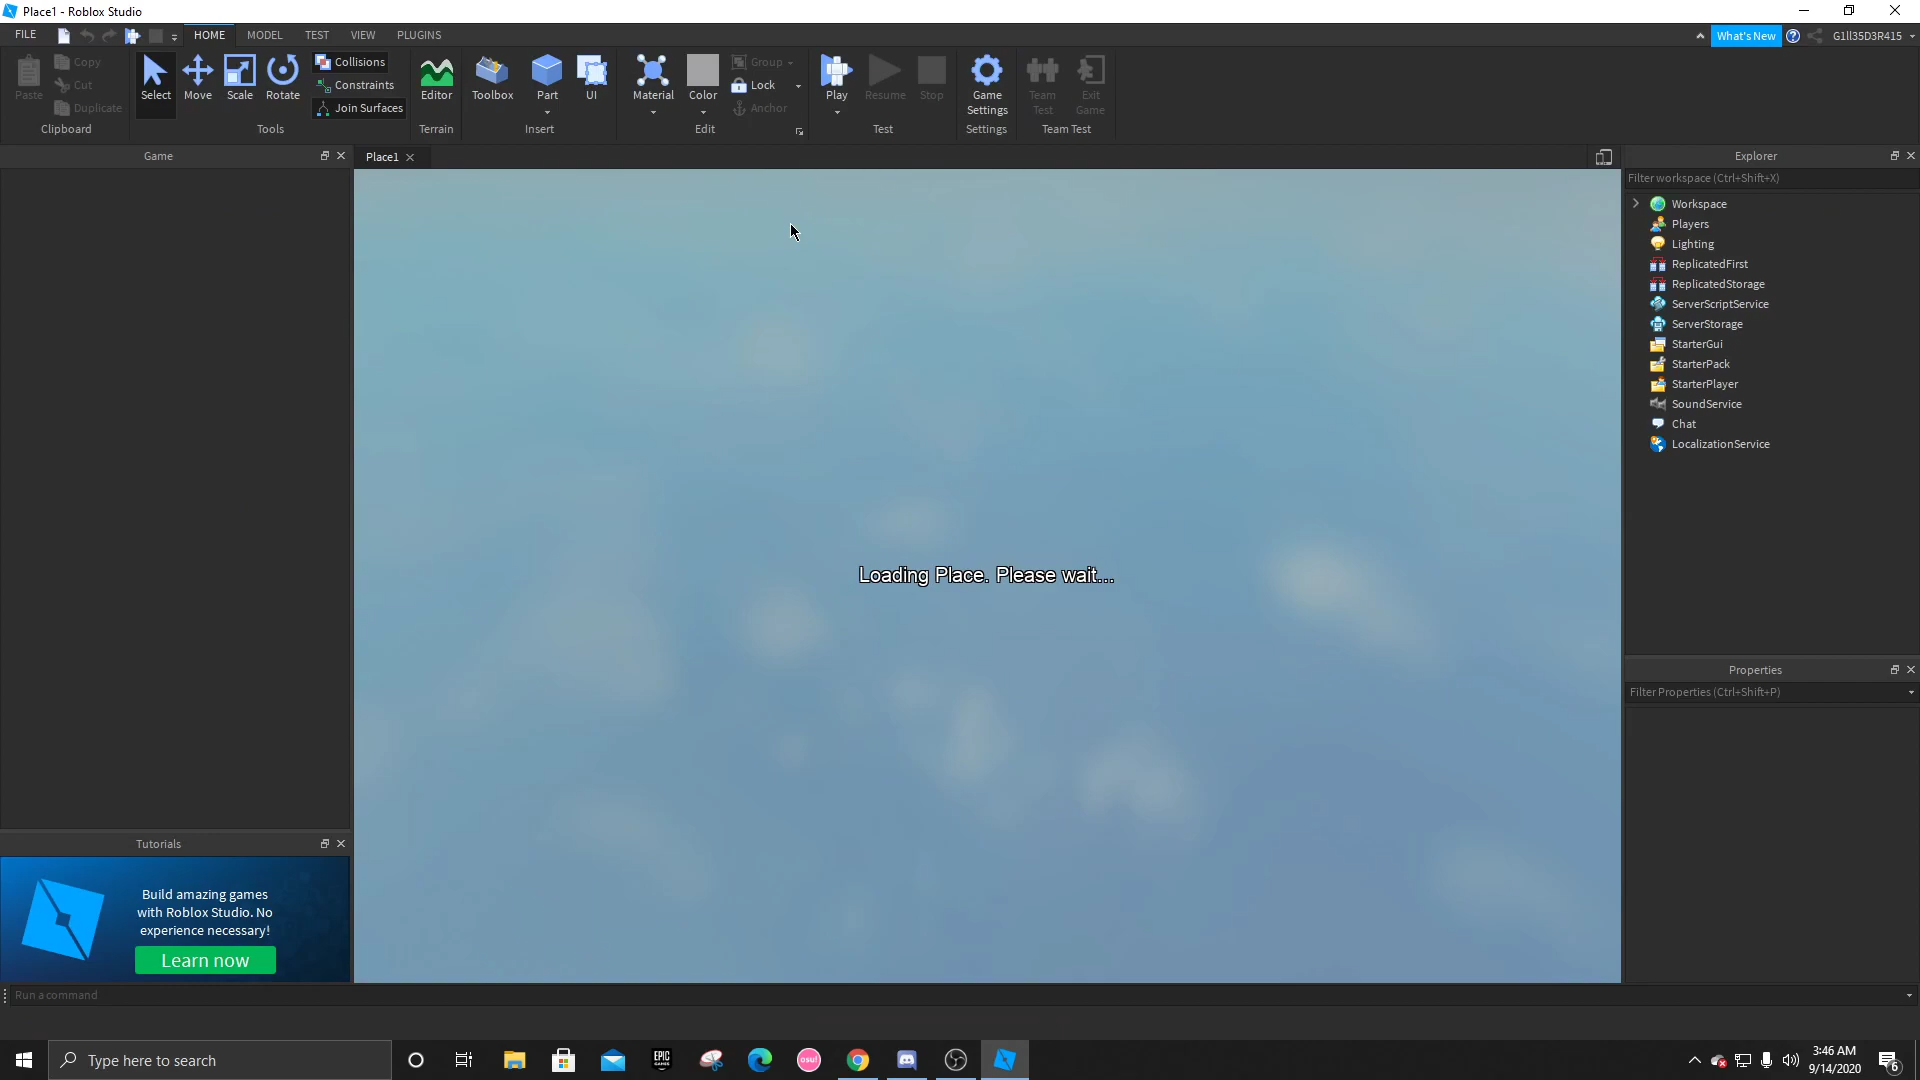 Place1 - Roblox Studio
FILE HOME MODEL TEST VIEW PLUGINS What's New G1ll35D3R415
Paste Copy Cut Duplicate Clipboard
Select Move Scale Rotate Collisions Constraints Join Surfaces Tools
Editor Terrain
Toolbox Part UI Insert
Material Color Group Lock Anchor Edit
Play Resume Stop Test
Game Settings Settings
Team Test Exit Game Team Test
Game
Place1
Explorer
Filter workspace (Ctrl+Shift+X)
Workspace
Players
Lighting
ReplicatedFirst
ReplicatedStorage
ServerScriptService
ServerStorage
StarterGui
StarterPack
StarterPlayer
SoundService
Chat
LocalizationService
Loading Place. Please wait...
Properties
Filter Properties (Ctrl+Shift+P)
Tutorials
Build amazing games
with Roblox Studio. No
experience necessary!
Learn now
Run a command
Type here to search
EPIC GAMES
osu!
3:46 AM
9/14/2020
6